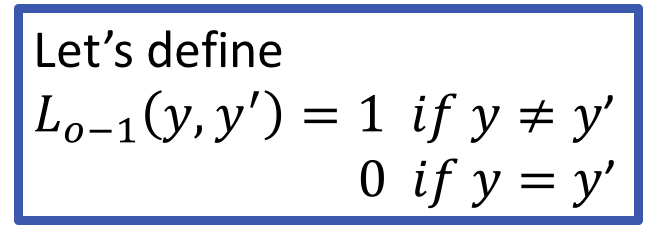 Let's define
L_{o-1}(y, y') = 1 if y ≠ y'
0 if y = y'